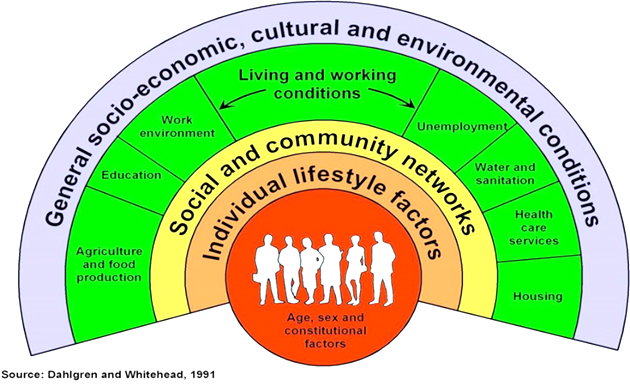 General socio-economic, cultural and environmental conditions
Living and working
conditions
Work
environment
Unemployment
Education
Water and
sanitation
Agriculture
and food
production
Health
care
services
Housing
Social and community networks
Individual lifestyle factors
Age, sex and
constitutional
factors
Source: Dahlgren and Whitehead, 1991